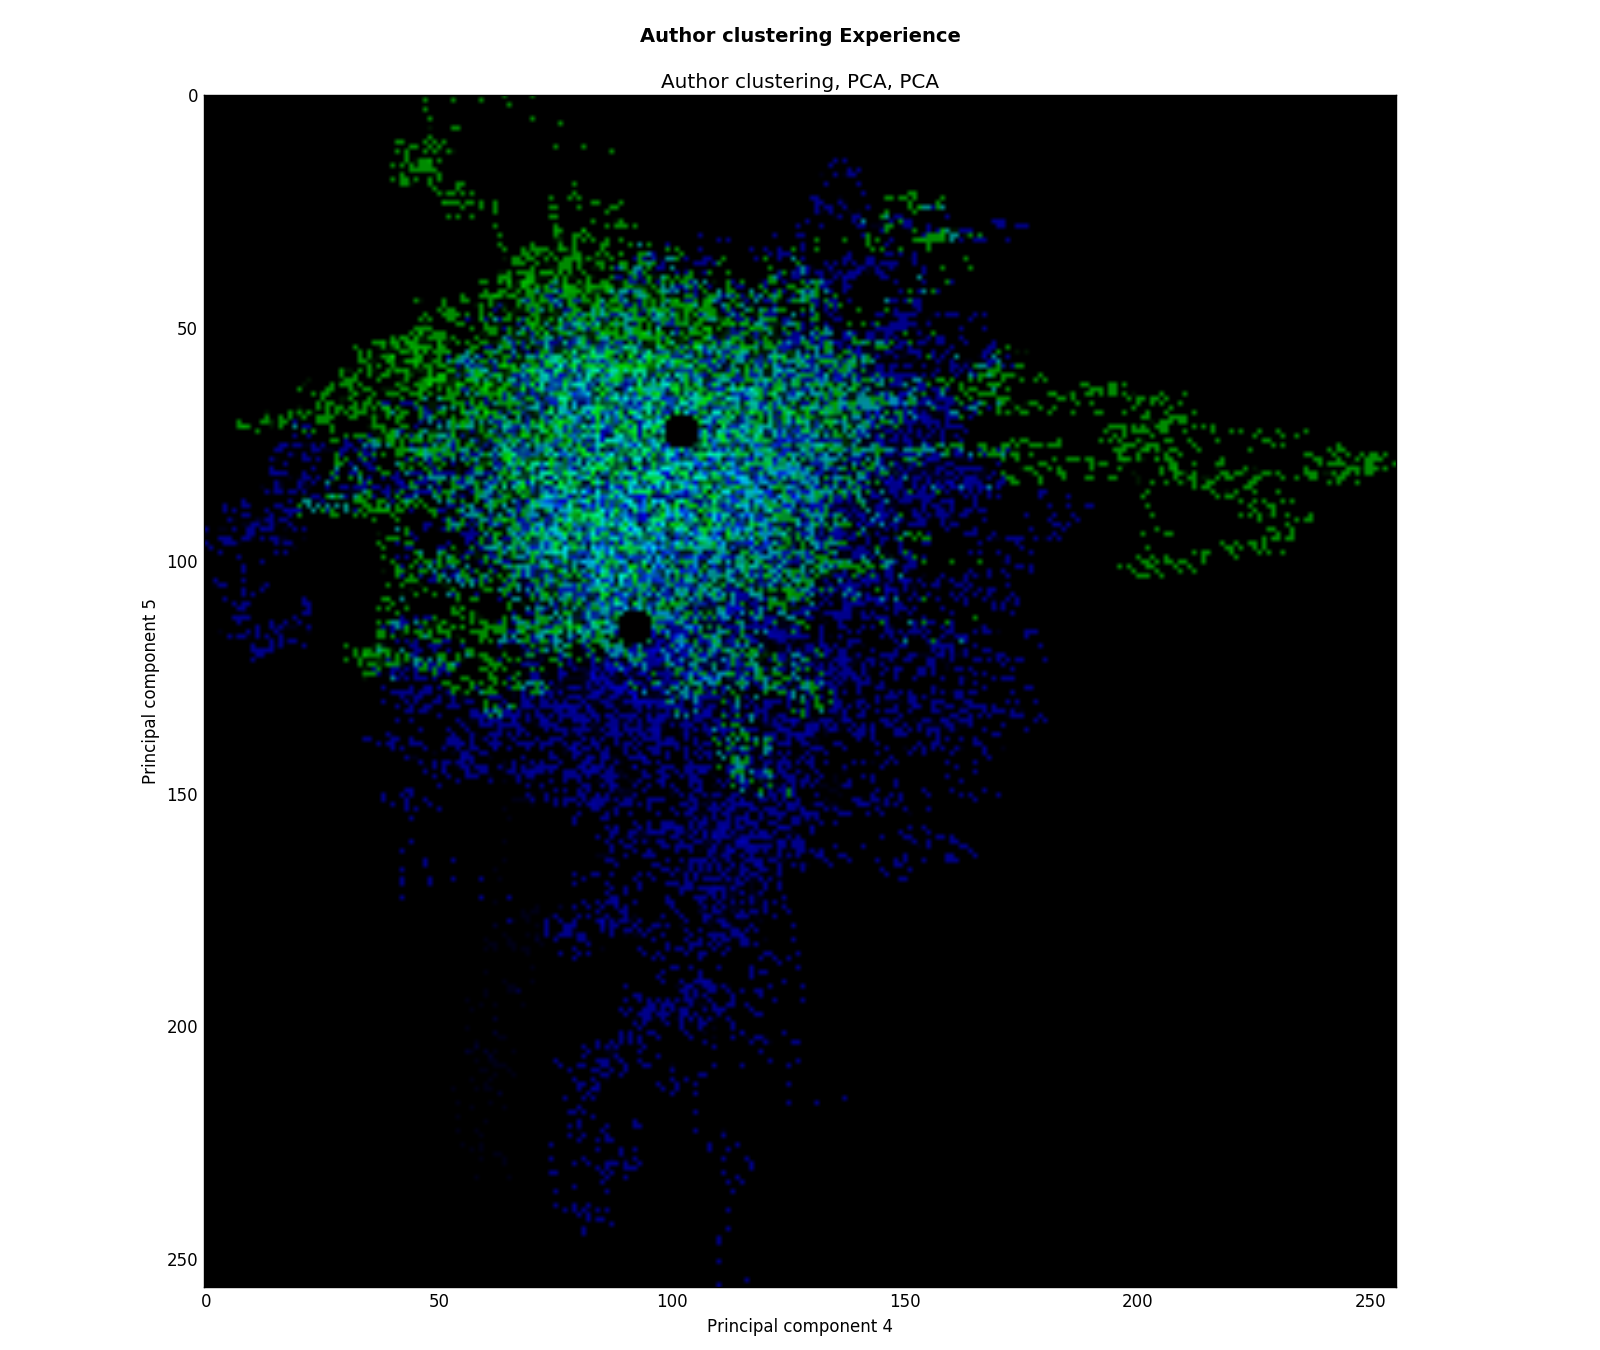 Author clustering Experience
Author clustering, PCA, PCA
0
50
100
150
200
250
Principal component 5
0 50 100 150 200 250
Principal component 4